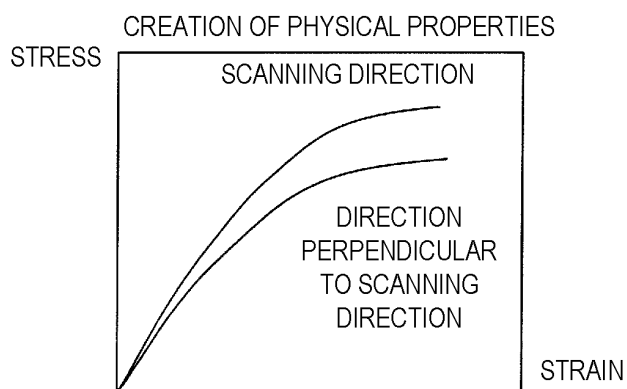 CREATION OF PHYSICAL PROPERTIES
STRESS
SCANNING DIRECTION
DIRECTION
PERPENDICULAR
TO SCANNING
DIRECTION
STRAIN